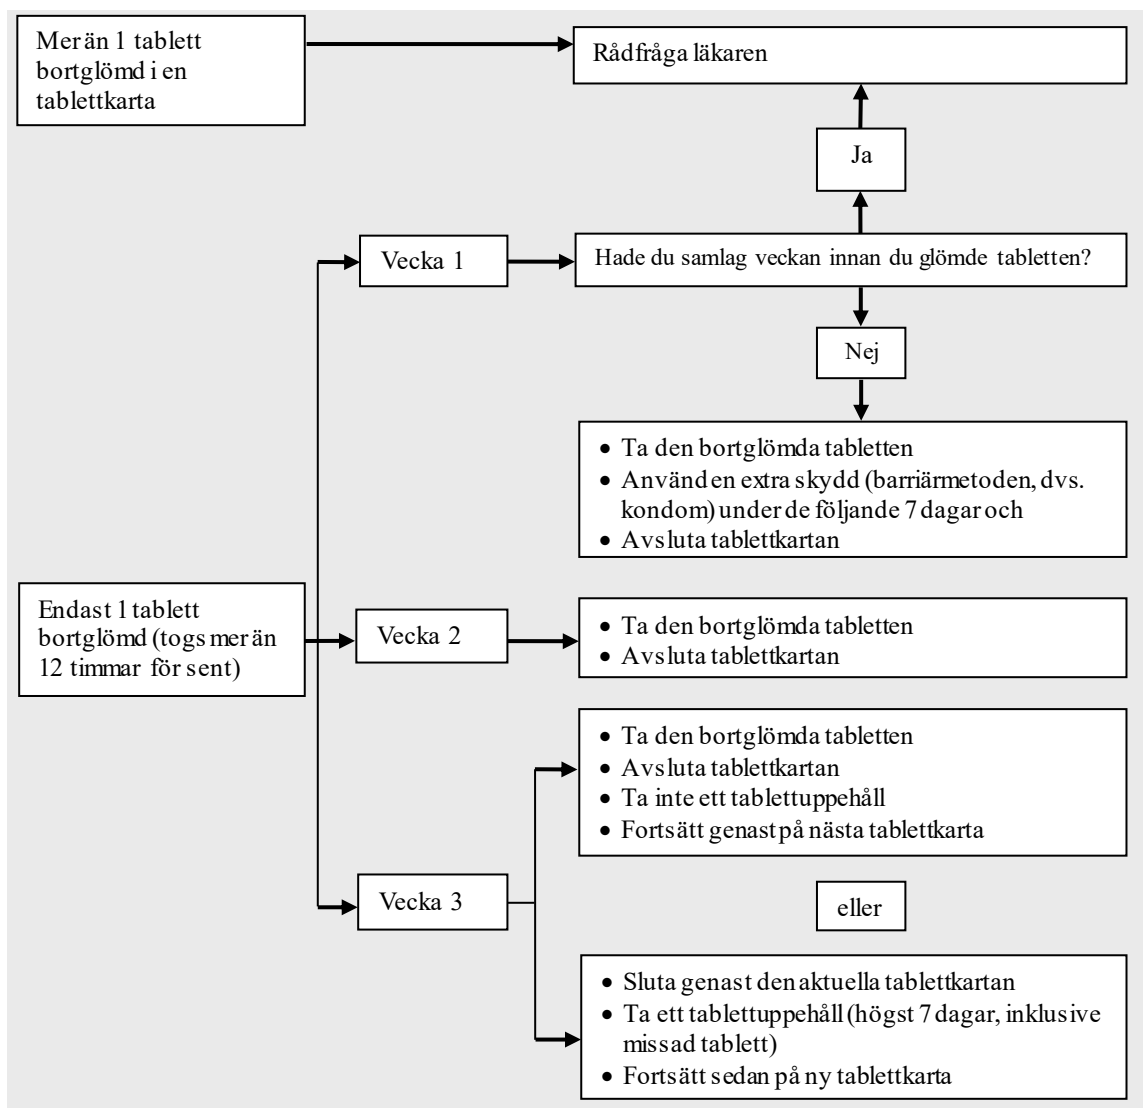 Mer än 1 tablett
bortglömd i en
tablettkarta
Rådfråga läkaren
Ja
Vecka 1
Hade du samlag veckan innan du glömde tabletten?
Nej
• Ta den bortglömda tabletten
• Använd en extra skydd (barriärmetoden, dvs.
kondom) under de följande 7 dagar och
• Avsluta tablettkartan
Endast 1 tablett
bortglömd (togs mer än
12 timmar för sent)
Vecka 2
• Ta den bortglömda tabletten
• Avsluta tablettkartan
Vecka 3
• Ta den bortglömda tabletten
• Avsluta tablettkartan
• Ta inte ett tablettuppehåll
• Fortsätt genast på nästa tablettkarta
eller
• Sluta genast den aktuella tablettkartan
• Ta ett tablettuppehåll (högst 7 dagar, inklusive
missad tablett)
• Fortsätt sedan på ny tablettkarta